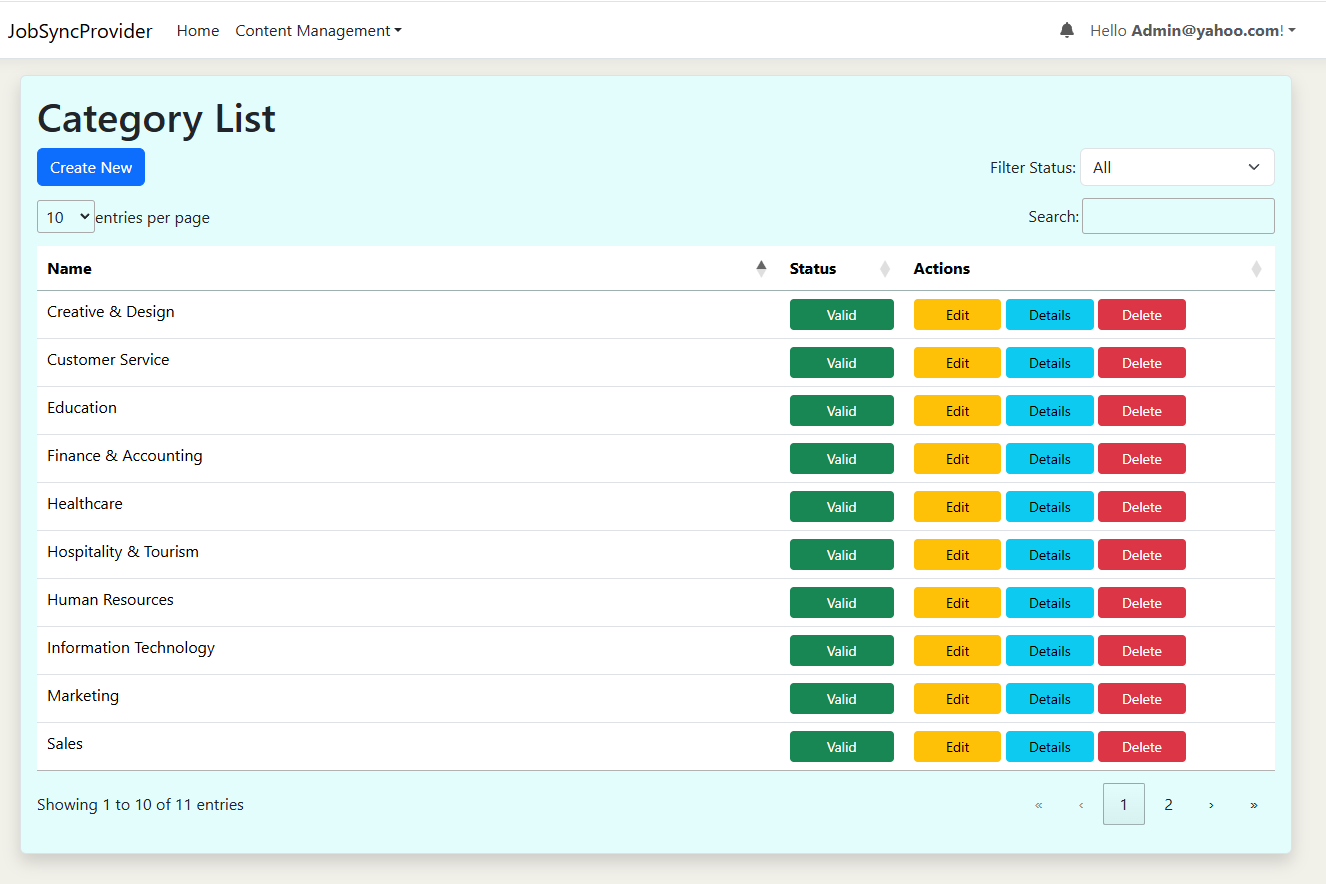 JobSyncProvider Home Content Management Hello Admin@yahoo.com!
Category List
Create New Filter Status: All
10 entries per page Search:
Name Status Actions
Creative & Design Valid Edit Details Delete
Customer Service Valid Edit Details Delete
Education Valid Edit Details Delete
Finance & Accounting Valid Edit Details Delete
Healthcare Valid Edit Details Delete
Hospitality & Tourism Valid Edit Details Delete
Human Resources Valid Edit Details Delete
Information Technology Valid Edit Details Delete
Marketing Valid Edit Details Delete
Sales Valid Edit Details Delete
Showing 1 to 10 of 11 entries « ‹ 1 2 › »